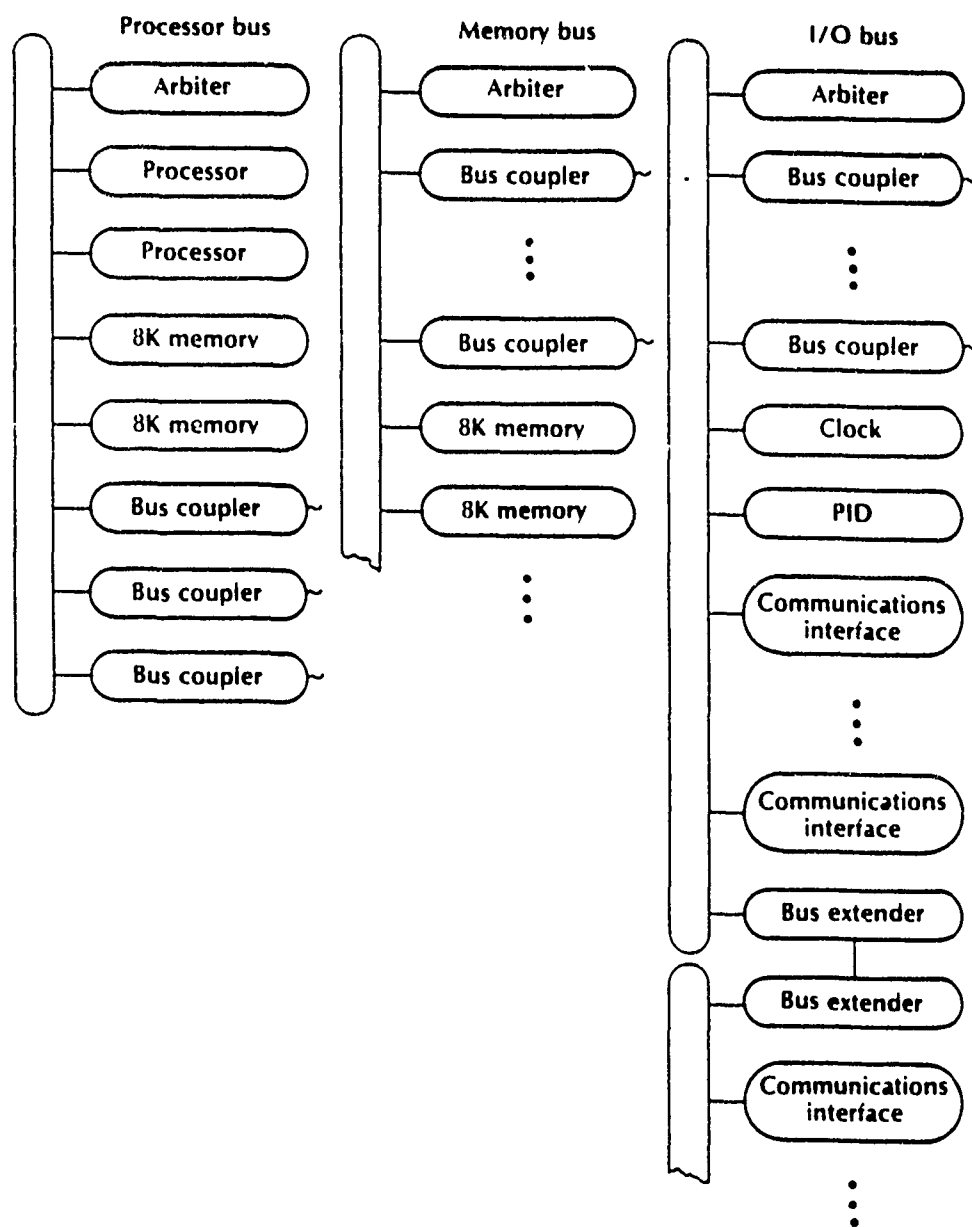 Processor bus
Arbiter
Processor
Processor
8K memory
8K memory
Bus coupler
Bus coupler
Bus coupler
Memory bus
Arbiter
Bus coupler
Bus coupler
8K memory
8K memory
I/O bus
Arbiter
Bus coupler
Bus coupler
Clock
PID
Communications
interface
Communications
interface
Bus extender
Bus extender
Communications
interface